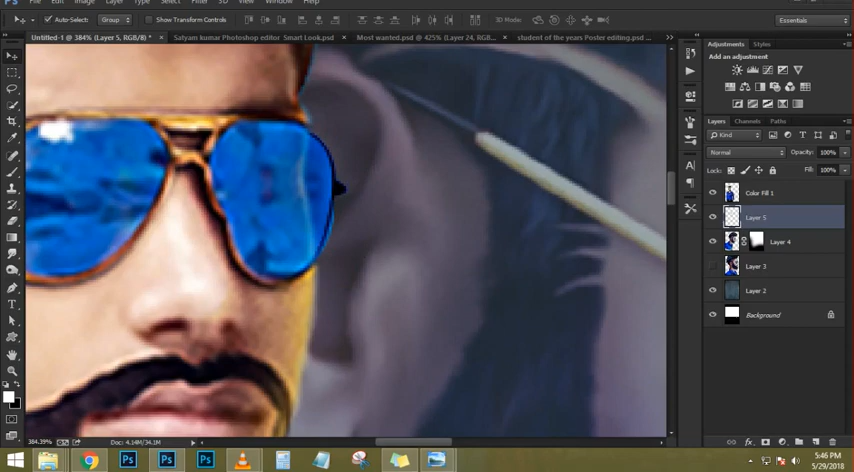 Ps
File Edit Image Layer Type Select Filter 3D View Window Help
Auto-Select: Group Show Transform Controls 3D Mode: Essentials
Untitled-1 @ 384% (Layer 5, RGB/8) * × Satyam kumar Photoshop editor Smart Look.psd × Most wanted.psd @ 425% (Layer 24, RGB... × student of the years Poster editing.psd ... »
Adjustments Styles
Add an adjustment
Layers Channels Paths
Kind
Normal Opacity: 100%
Lock: Fill: 100%
Color Fill 1
Layer 5
Layer 4
Layer 3
Layer 2
Background
384.39% Doc: 4.14M/34.1M
5:46 PM
5/29/2018